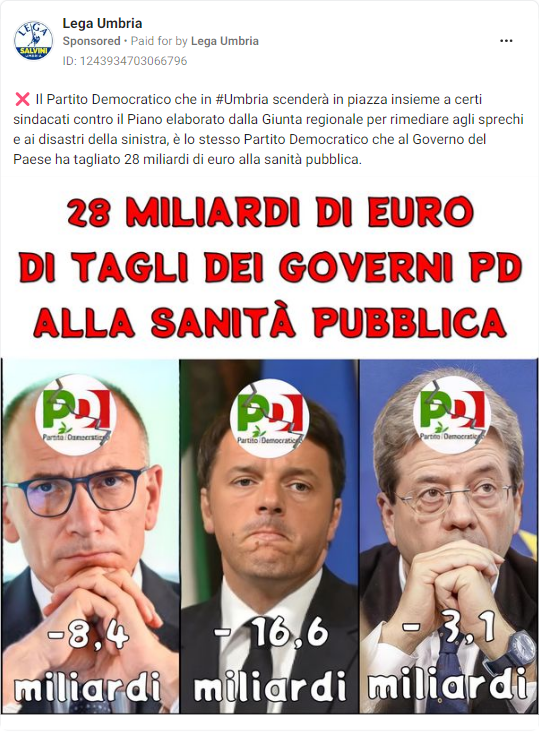 Lega Umbria
Sponsored • Paid for by Lega Umbria
ID: 1243934703066796
LEGA
SALVINI
UMBRIA
❌ Il Partito Democratico che in #Umbria scenderà in piazza insieme a certi
sindacati contro il Piano elaborato dalla Giunta regionale per rimediare agli sprechi
e ai disastri della sinistra, è lo stesso Partito Democratico che al Governo del
Paese ha tagliato 28 miliardi di euro alla sanità pubblica.
28 MILIARDI DI EURO
DI TAGLI DEI GOVERNI PD
ALLA SANITÀ PUBBLICA
PD
Partito Democratico
PD
Partito Democratico
PD
Partito Democratico
-8,4
miliardi
- 16,6
miliardi
- 3,1
miliardi